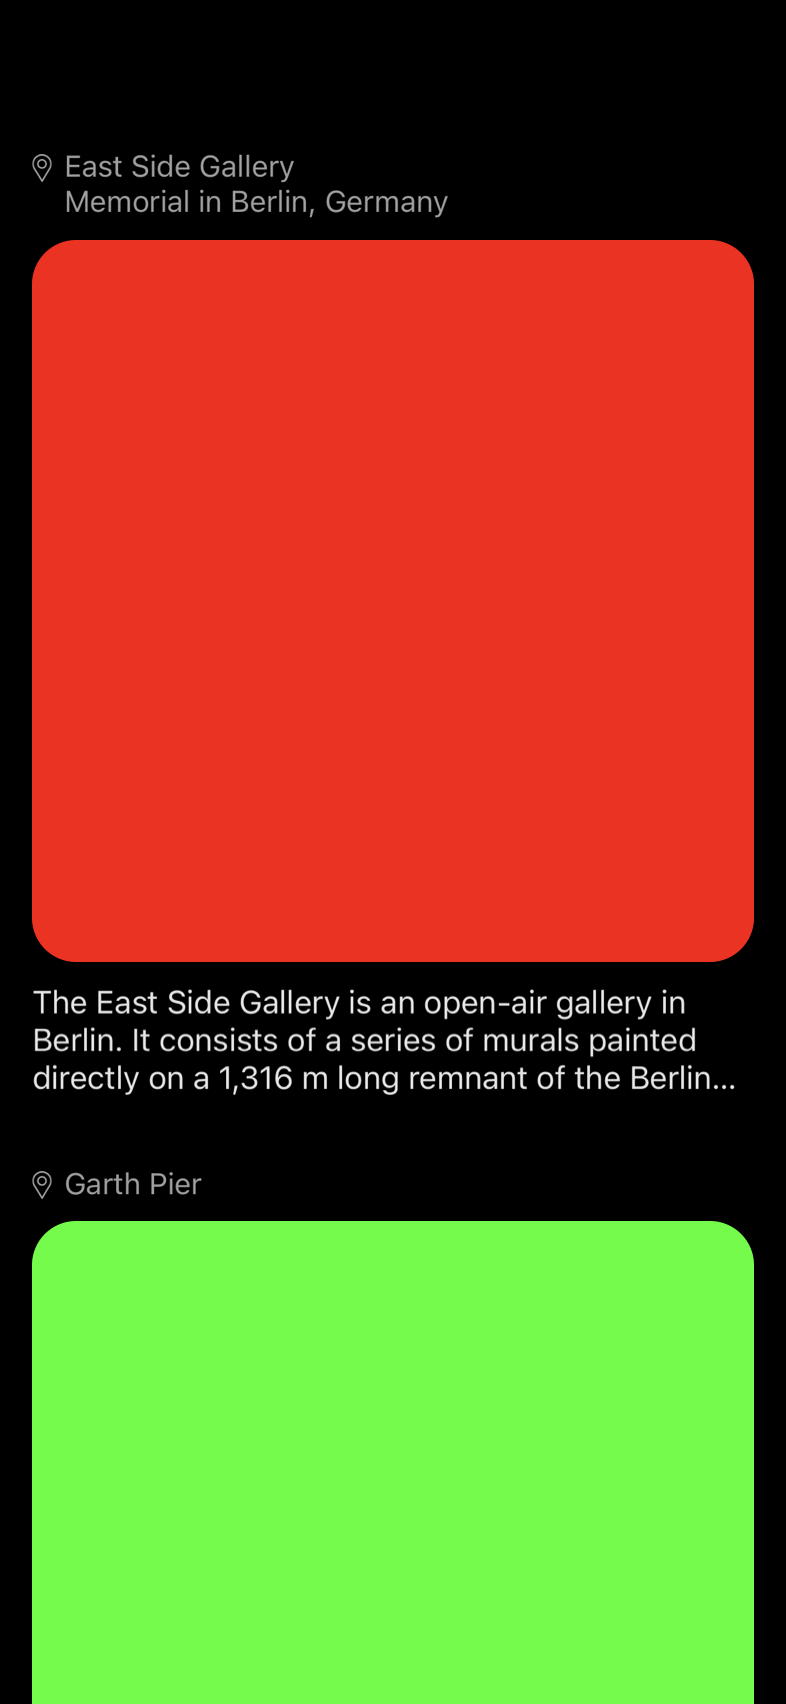 East Side Gallery
Memorial in Berlin, Germany
The East Side Gallery is an open-air gallery in
Berlin. It consists of a series of murals painted
directly on a 1,316 m long remnant of the Berlin...
Garth Pier